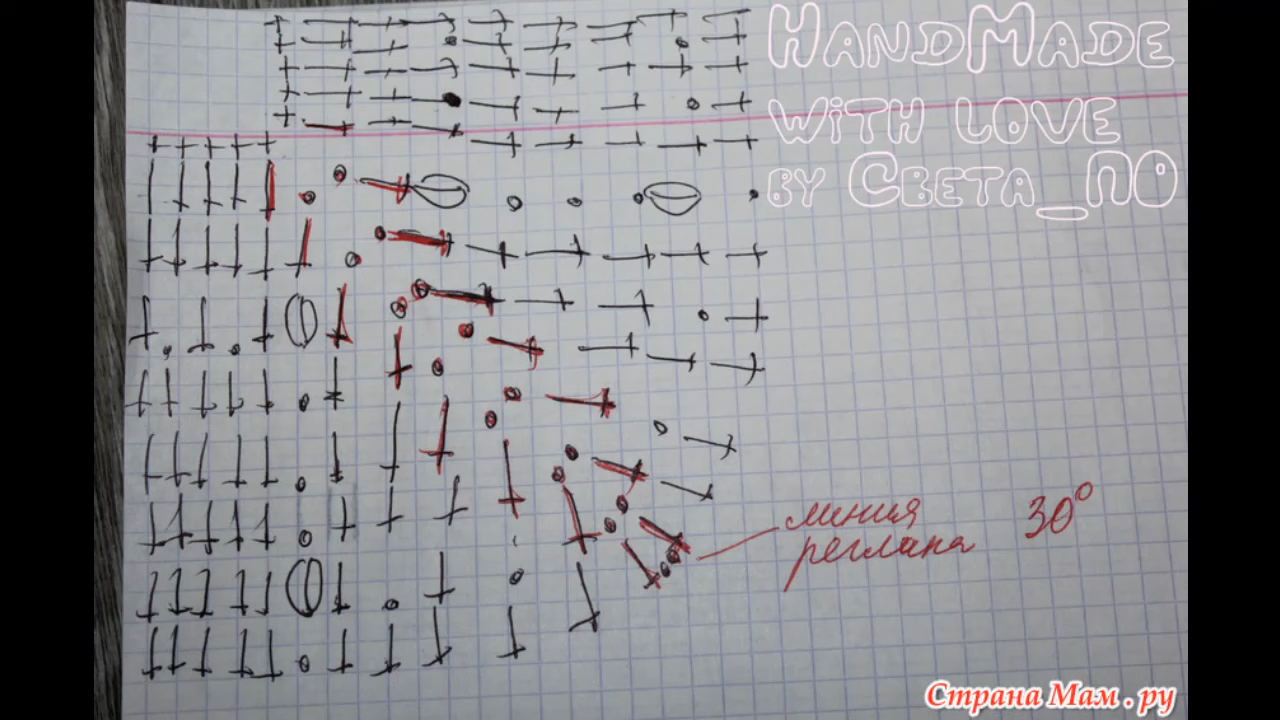 HANDMADE
WITH LOVE
BY СВЕТА_ПО
линия
реглана
30°
Страна Мам.ру